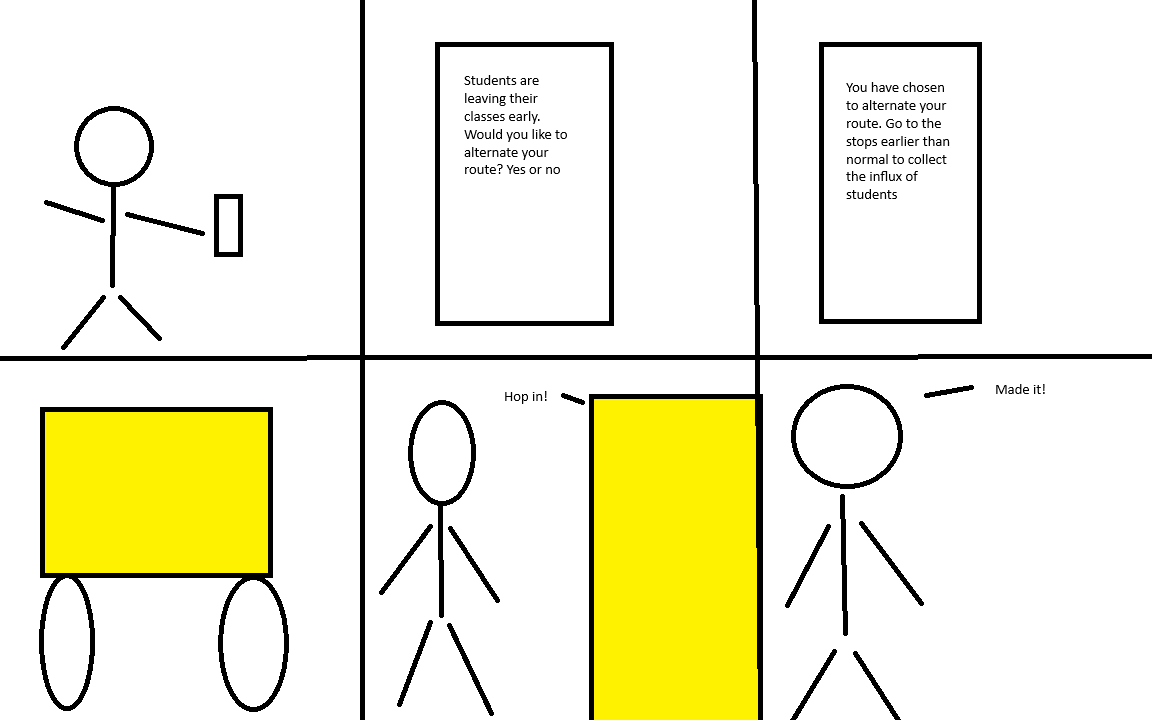 Students are
leaving their
classes early.
Would you like to
alternate your
route? Yes or no
You have chosen
to alternate your
route. Go to the
stops earlier than
normal to collect
the influx of
students
Hop in!
Made it!